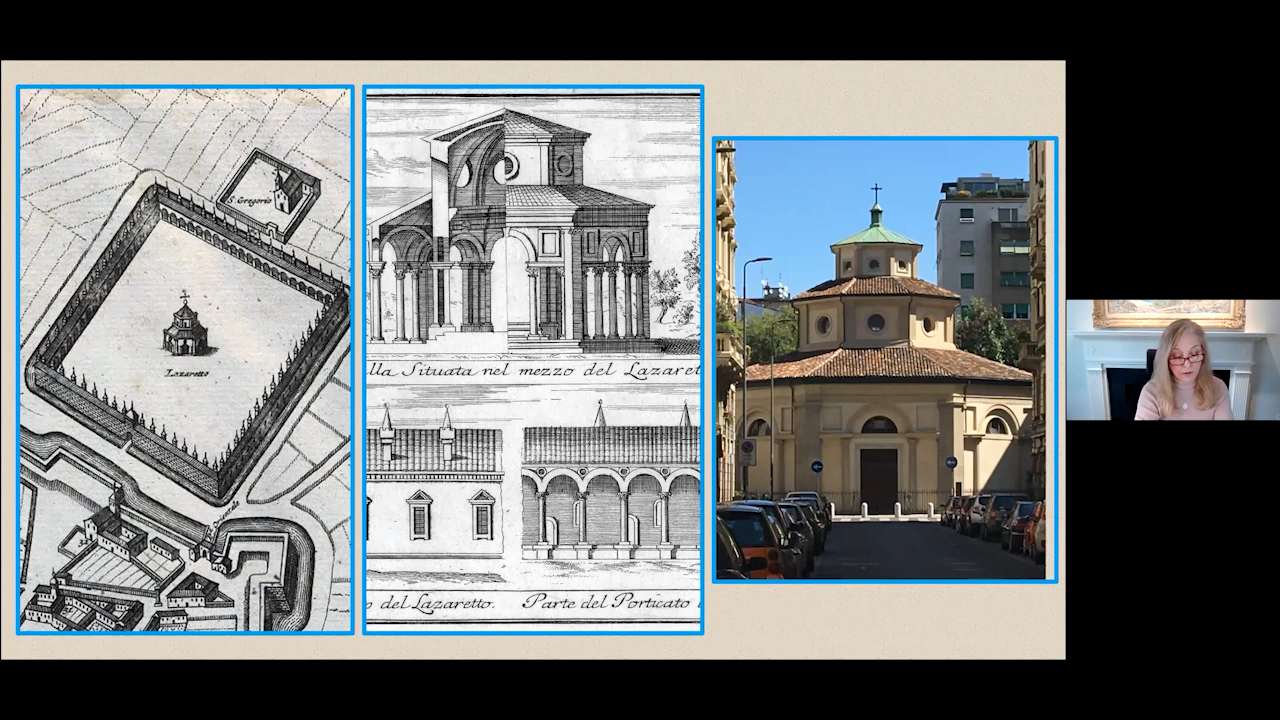 S. Gregorio
Lazaretto
lla Situata nel mezzo del Lazaret
o del Lazaretto.
Parte del Porticato